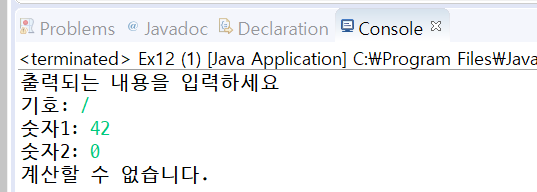 Problems @ Javadoc Declaration Console
<terminated> Ex12 (1) [Java Application] C:₩Program Files₩Java
출력되는 내용을 입력하세요
기호: /
숫자1: 42
숫자2: 0
계산할 수 없습니다.